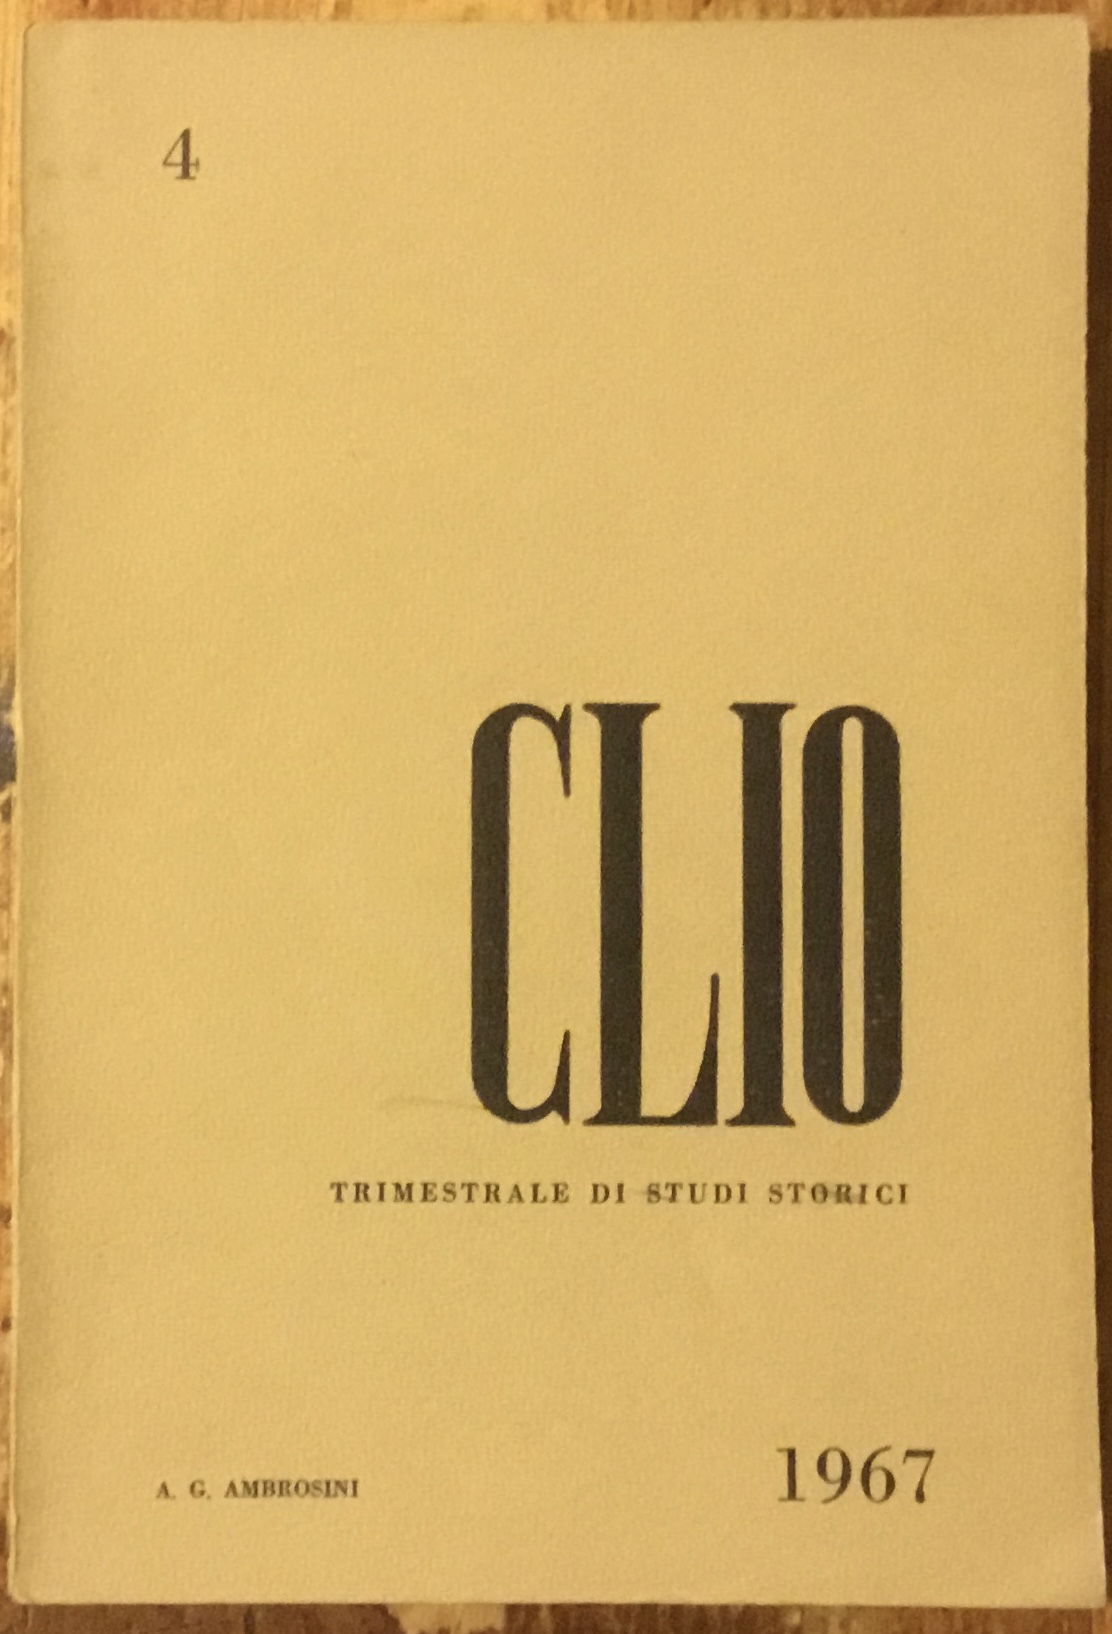 4
CLIO
TRIMESTRALE DI STUDI STORICI
A. G. AMBROSINI
1967